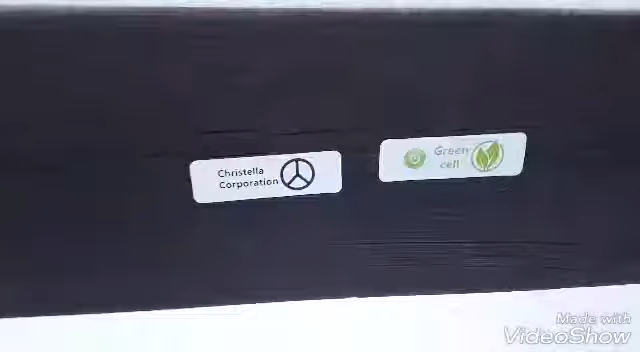 Christella
Corporation
Green
cell
Made with
VideoShow